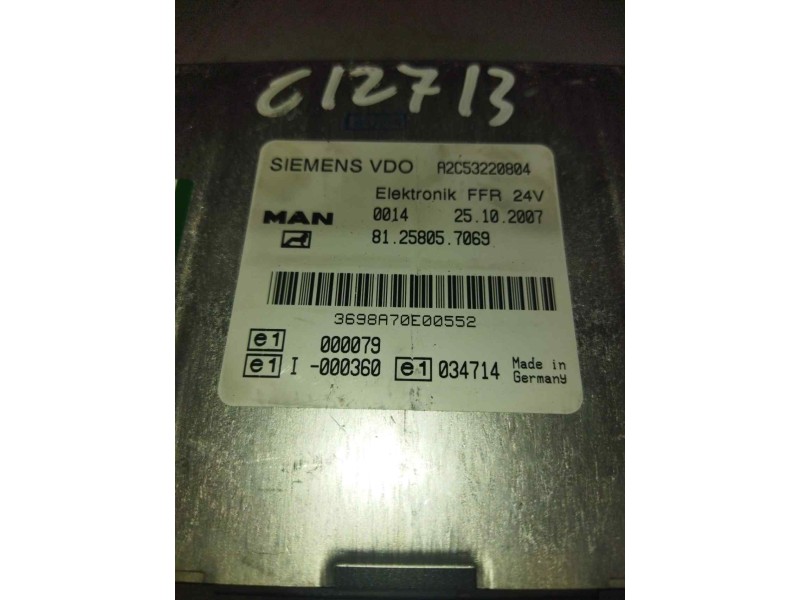 C12713
SIEMENS VDO A2C53220804
Elektronik FFR 24V
MAN 0014 25.10.2007
81.25805.7069
3698A70E00552
e1 000079
e1 I -000360 e1 034714 Made in
Germany